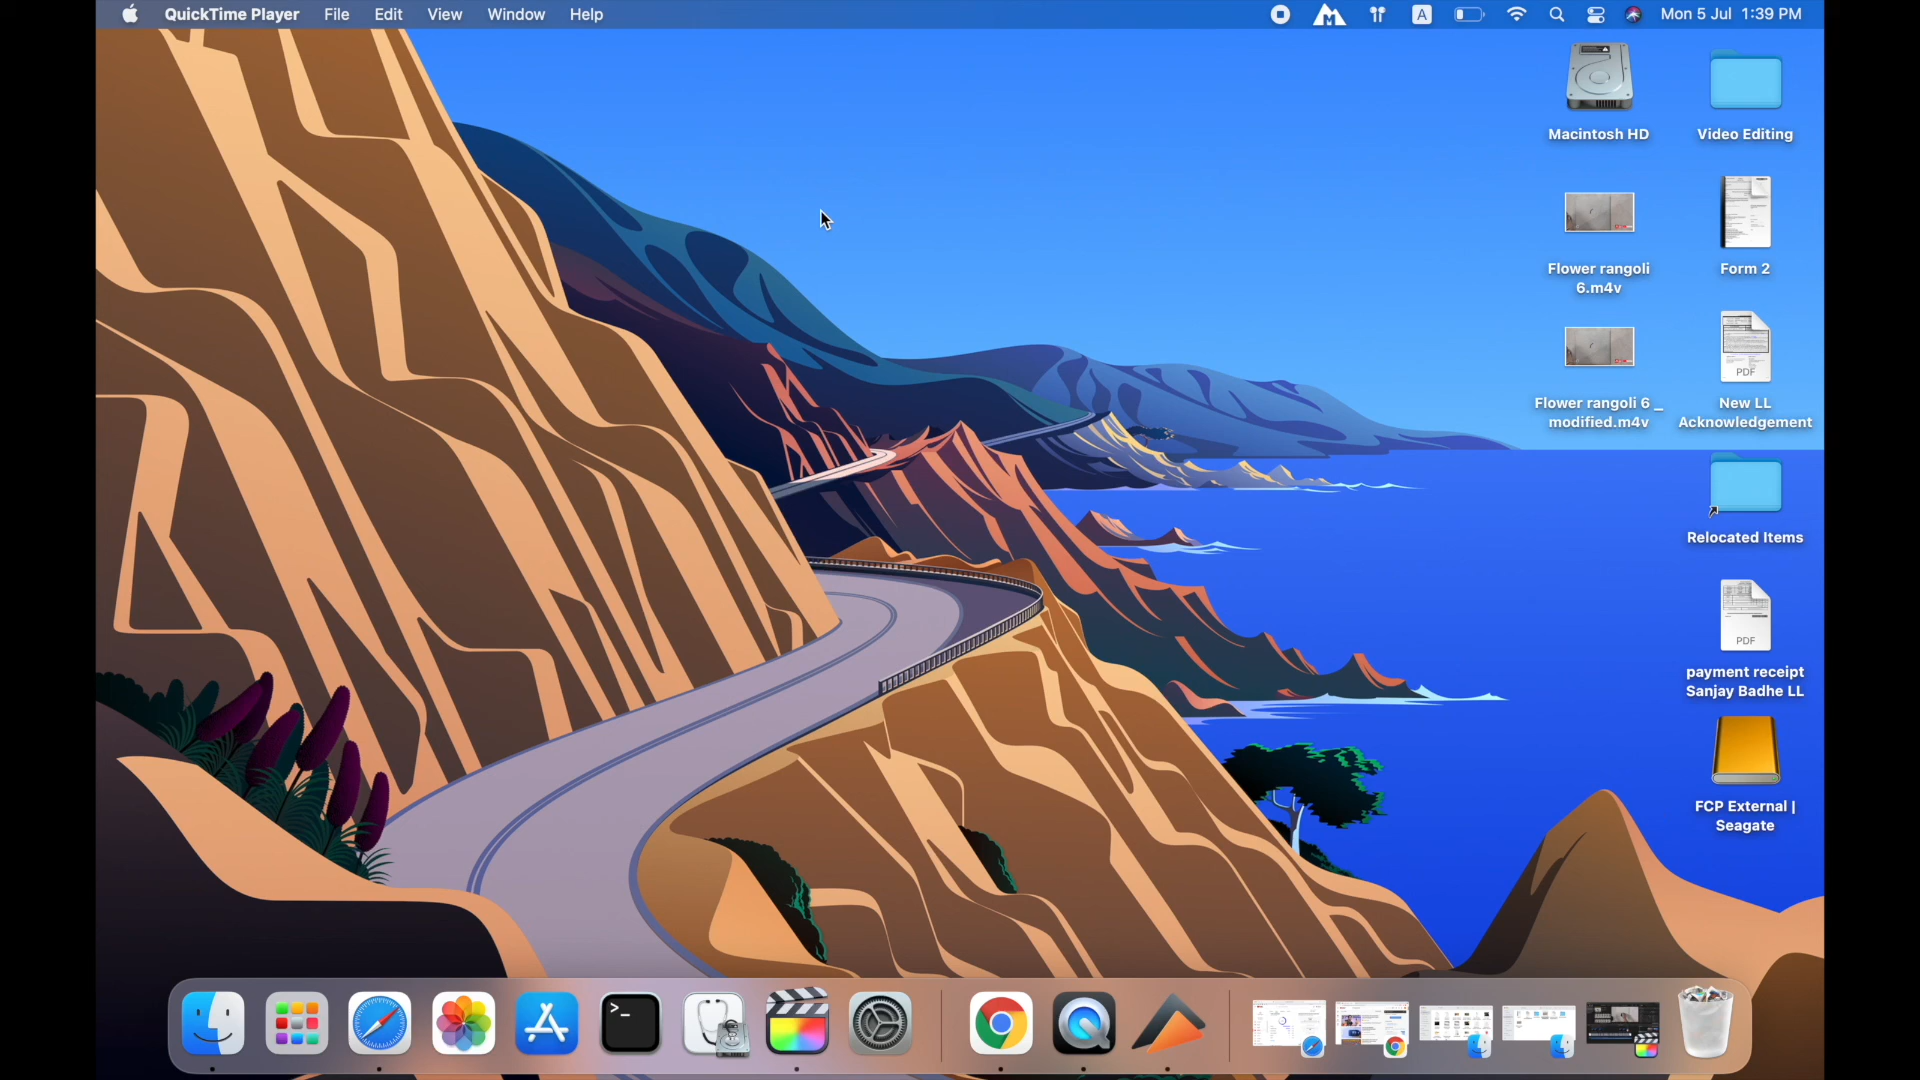 QuickTime Player File Edit View Window Help A Mon 5 Jul 1:39 PM
Macintosh HD
Video Editing
Flower rangoli
6.m4v
Form 2
Flower rangoli 6 _
modified.m4v
PDF
New LL
Acknowledgement
Relocated Items
PDF
payment receipt
Sanjay Badhe LL
FCP External |
Seagate
>_